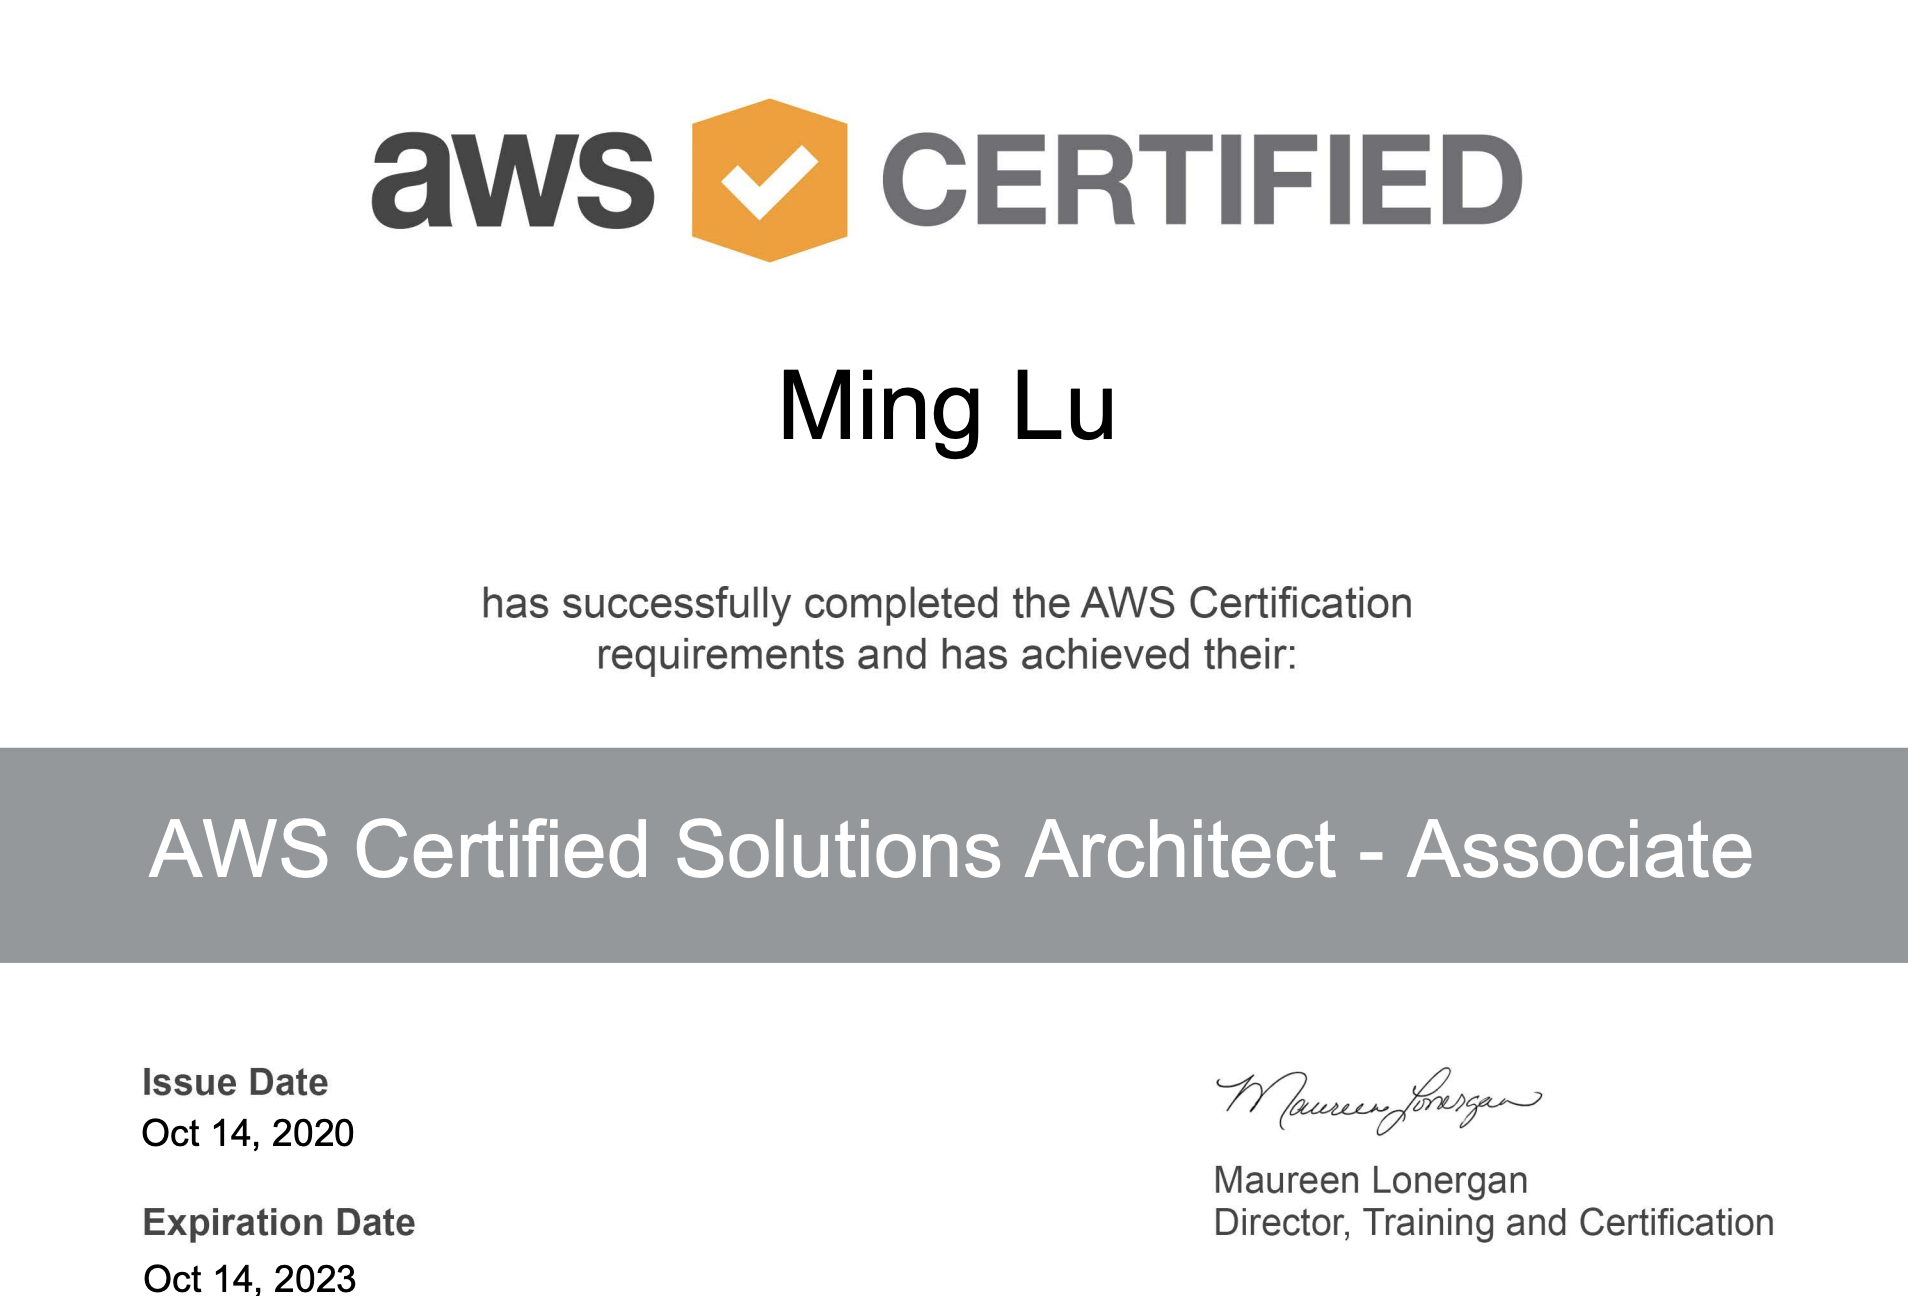 aws CERTIFIED
Ming Lu
has successfully completed the AWS Certification
requirements and has achieved their:
AWS Certified Solutions Architect - Associate
Issue Date
Oct 14, 2020
Expiration Date
Oct 14, 2023
Maureen Lonergan
Maureen Lonergan
Director, Training and Certification